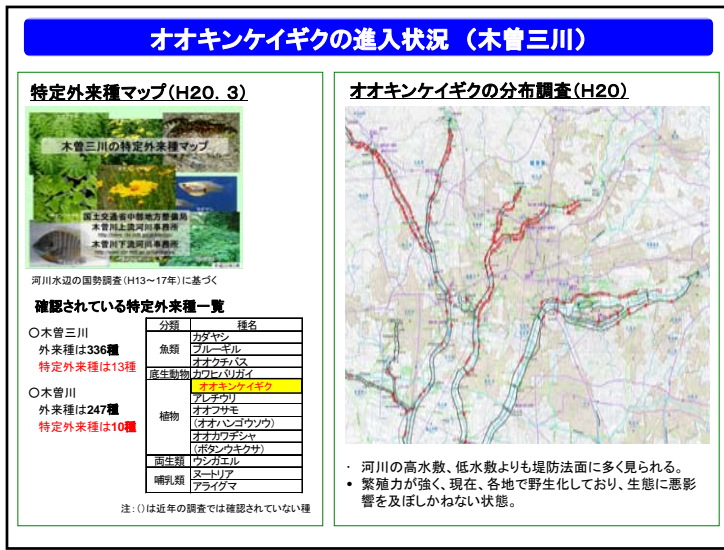 オオキンケイギクの進入状況 （木曽三川）
特定外来種マップ（H20．3）
木曽三川の特定外来種マップ
国土交通省中部地方整備局
木曽川上流河川事務所
木曽川下流河川事務所
河川水辺の国勢調査（H13～17年）に基づく
確認されている特定外来種一覧
〇木曽三川
外来種は336種
特定外来種は13種
〇木曽川
外来種は247種
特定外来種は10種
分類 種名
魚類 カダヤシ
ブルーギル
オオクチバス
底生動物 カワヒバリガイ
植物 オオキンケイギク
アレチウリ
オオフサモ
（オオハンゴウソウ）
オオカワヂシャ
（ボタンウキクサ）
両生類 ウシガエル
哺乳類 ヌートリア
アライグマ
注：（）は近年の調査では確認されていない種
オオキンケイギクの分布調査（H20）
・ 河川の高水敷、低水敷よりも堤防法面に多く見られる。
• 繁殖力が強く、現在、各地で野生化しており、生態に悪影
響を及ぼしかねない状態。